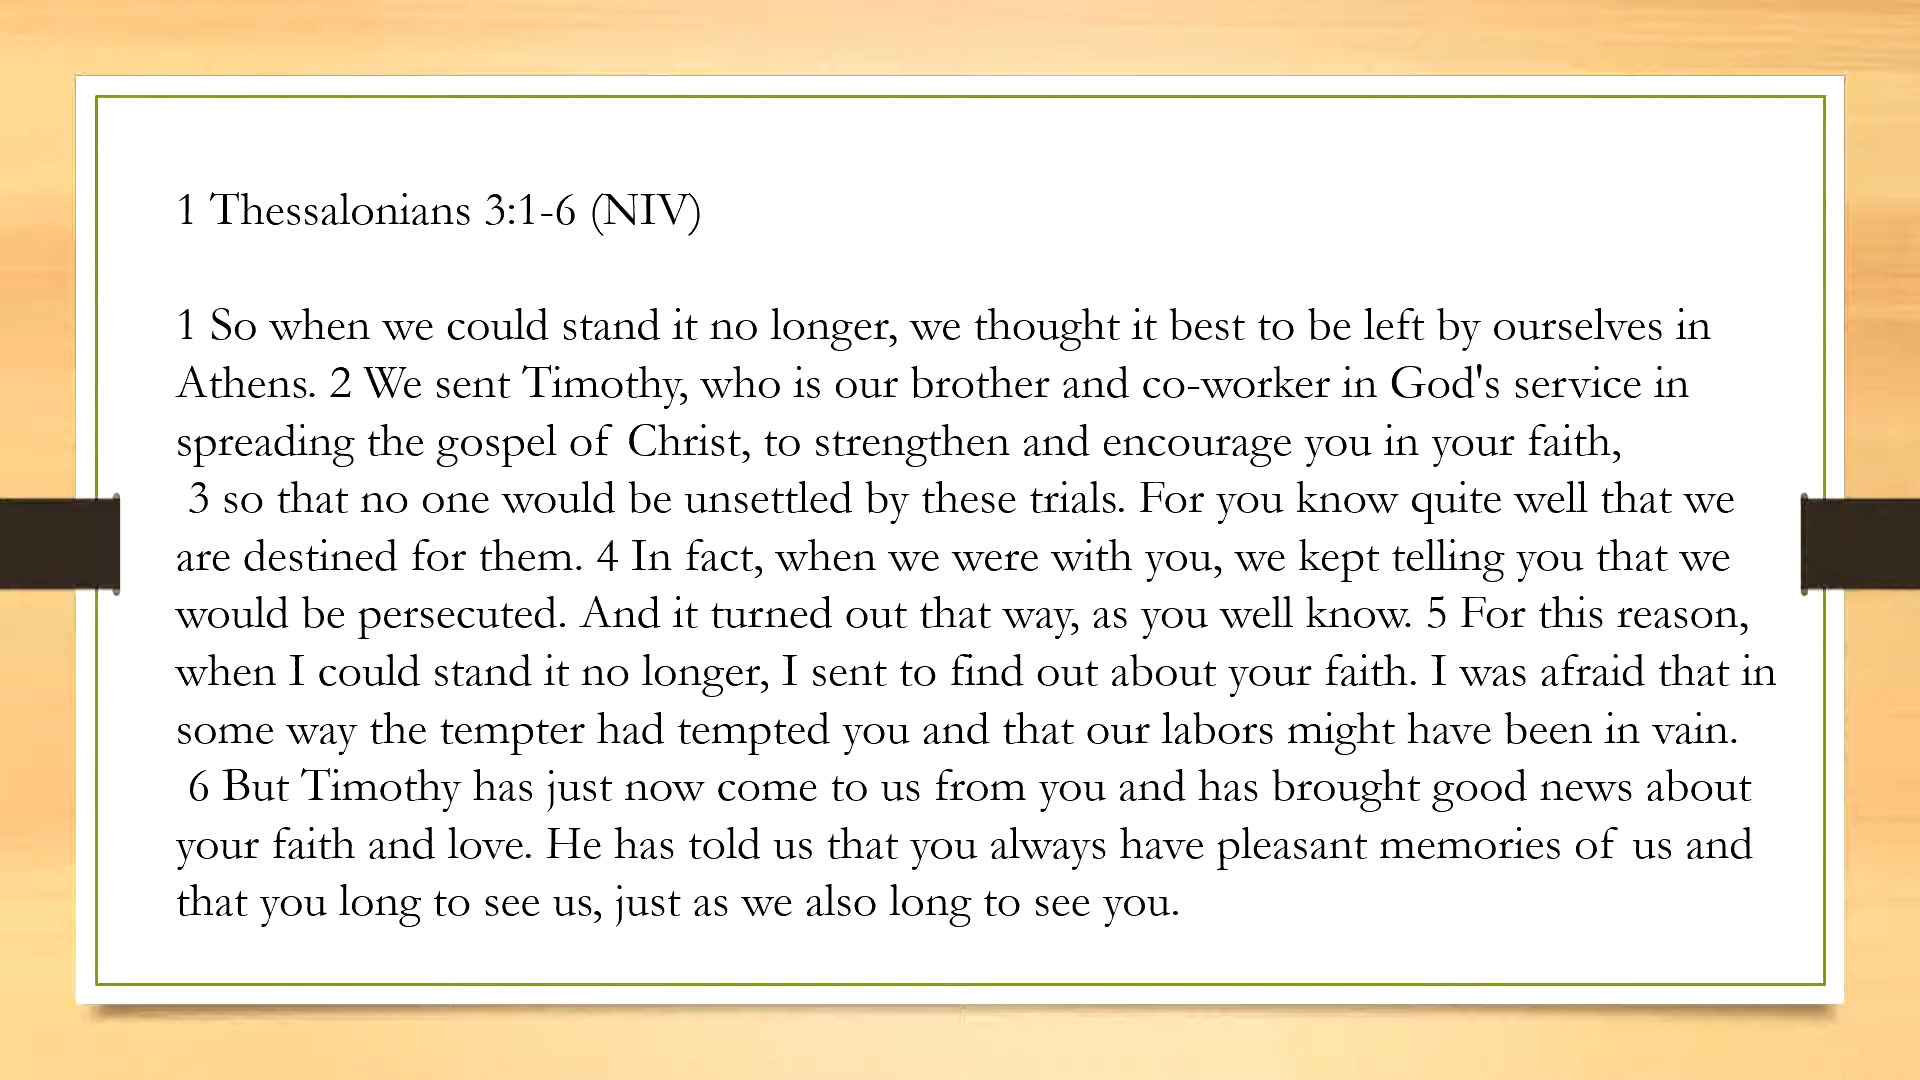 1 Thessalonians 3:1-6 (NIV)
1 So when we could stand it no longer, we thought it best to be left by ourselves in
Athens. 2 We sent Timothy, who is our brother and co-worker in God's service in
spreading the gospel of Christ, to strengthen and encourage you in your faith,
3 so that no one would be unsettled by these trials. For you know quite well that we
are destined for them. 4 In fact, when we were with you, we kept telling you that we
would be persecuted. And it turned out that way, as you well know. 5 For this reason,
when I could stand it no longer, I sent to find out about your faith. I was afraid that in
some way the tempter had tempted you and that our labors might have been in vain.
6 But Timothy has just now come to us from you and has brought good news about
your faith and love. He has told us that you always have pleasant memories of us and
that you long to see us, just as we also long to see you.